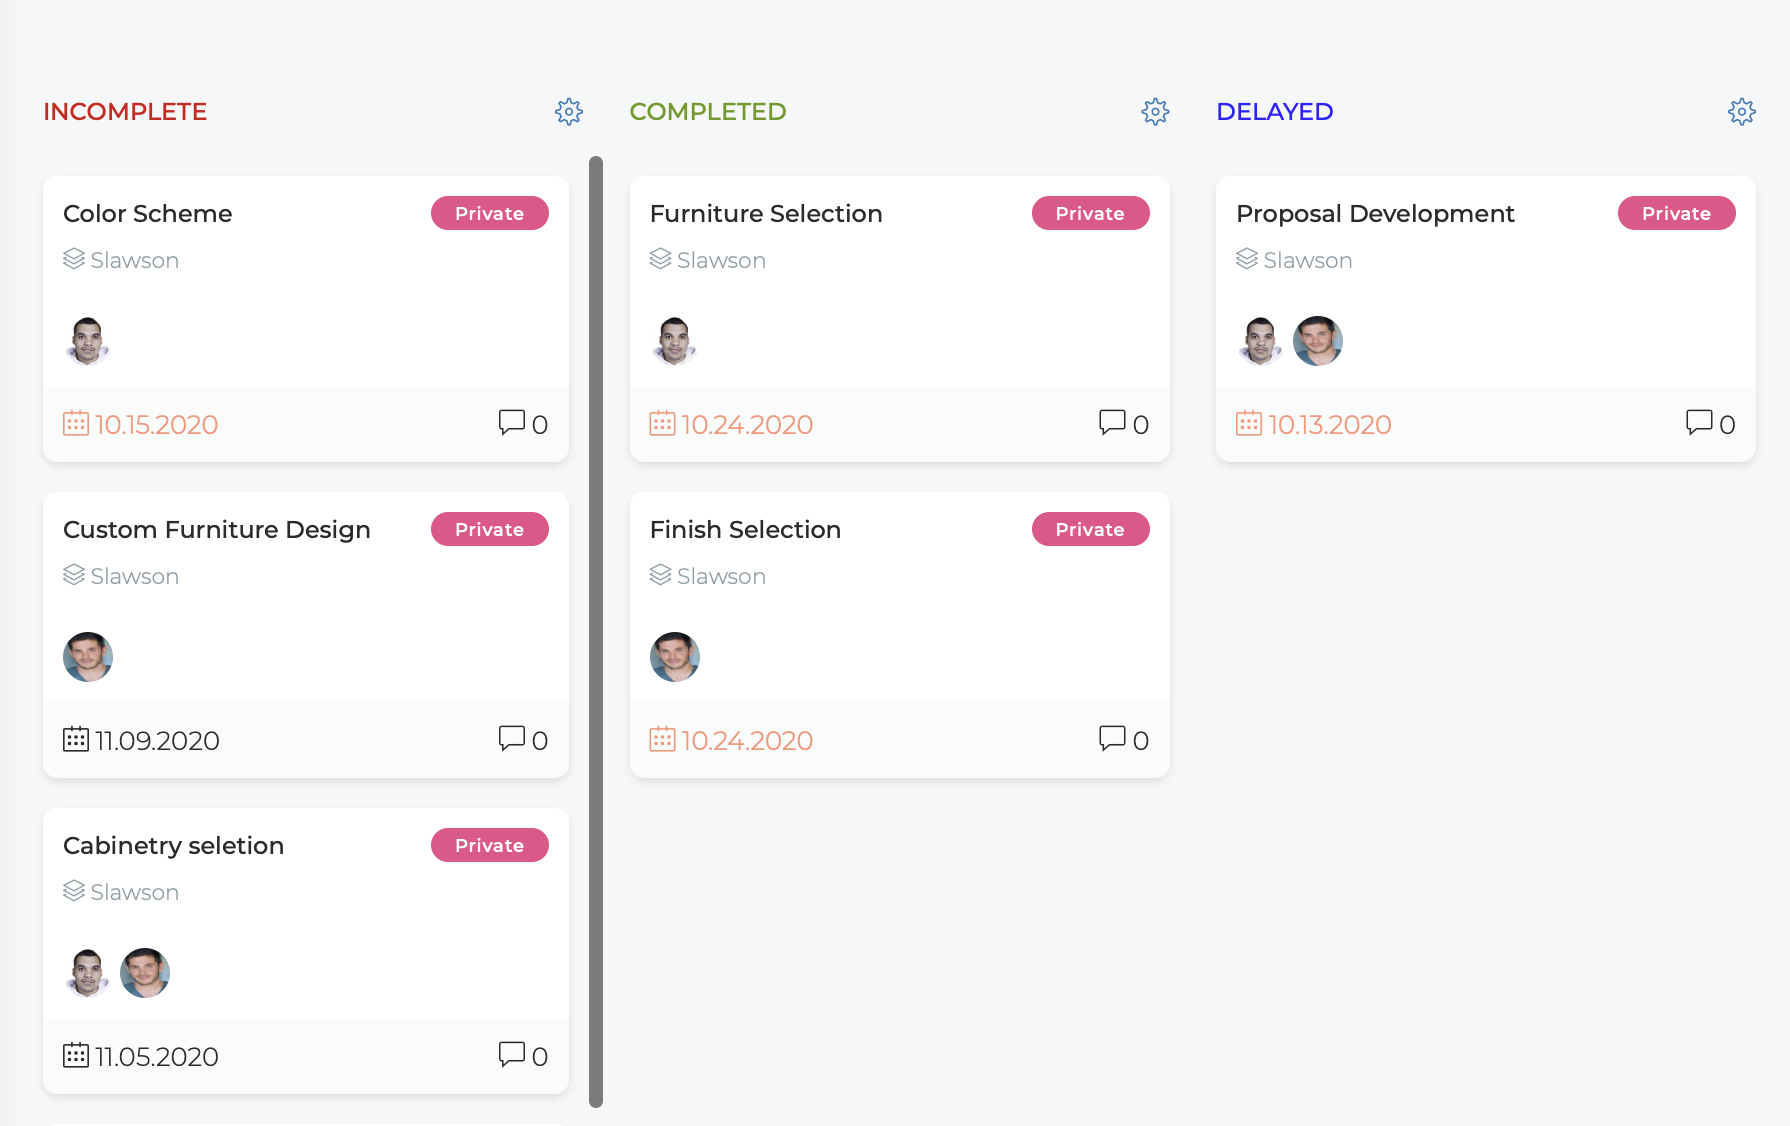 INCOMPLETE
Color Scheme Private
Slawson
10.15.2020 0
Custom Furniture Design Private
Slawson
11.09.2020 0
Cabinetry seletion Private
Slawson
11.05.2020 0
COMPLETED
Furniture Selection Private
Slawson
10.24.2020 0
Finish Selection Private
Slawson
10.24.2020 0
DELAYED
Proposal Development Private
Slawson
10.13.2020 0